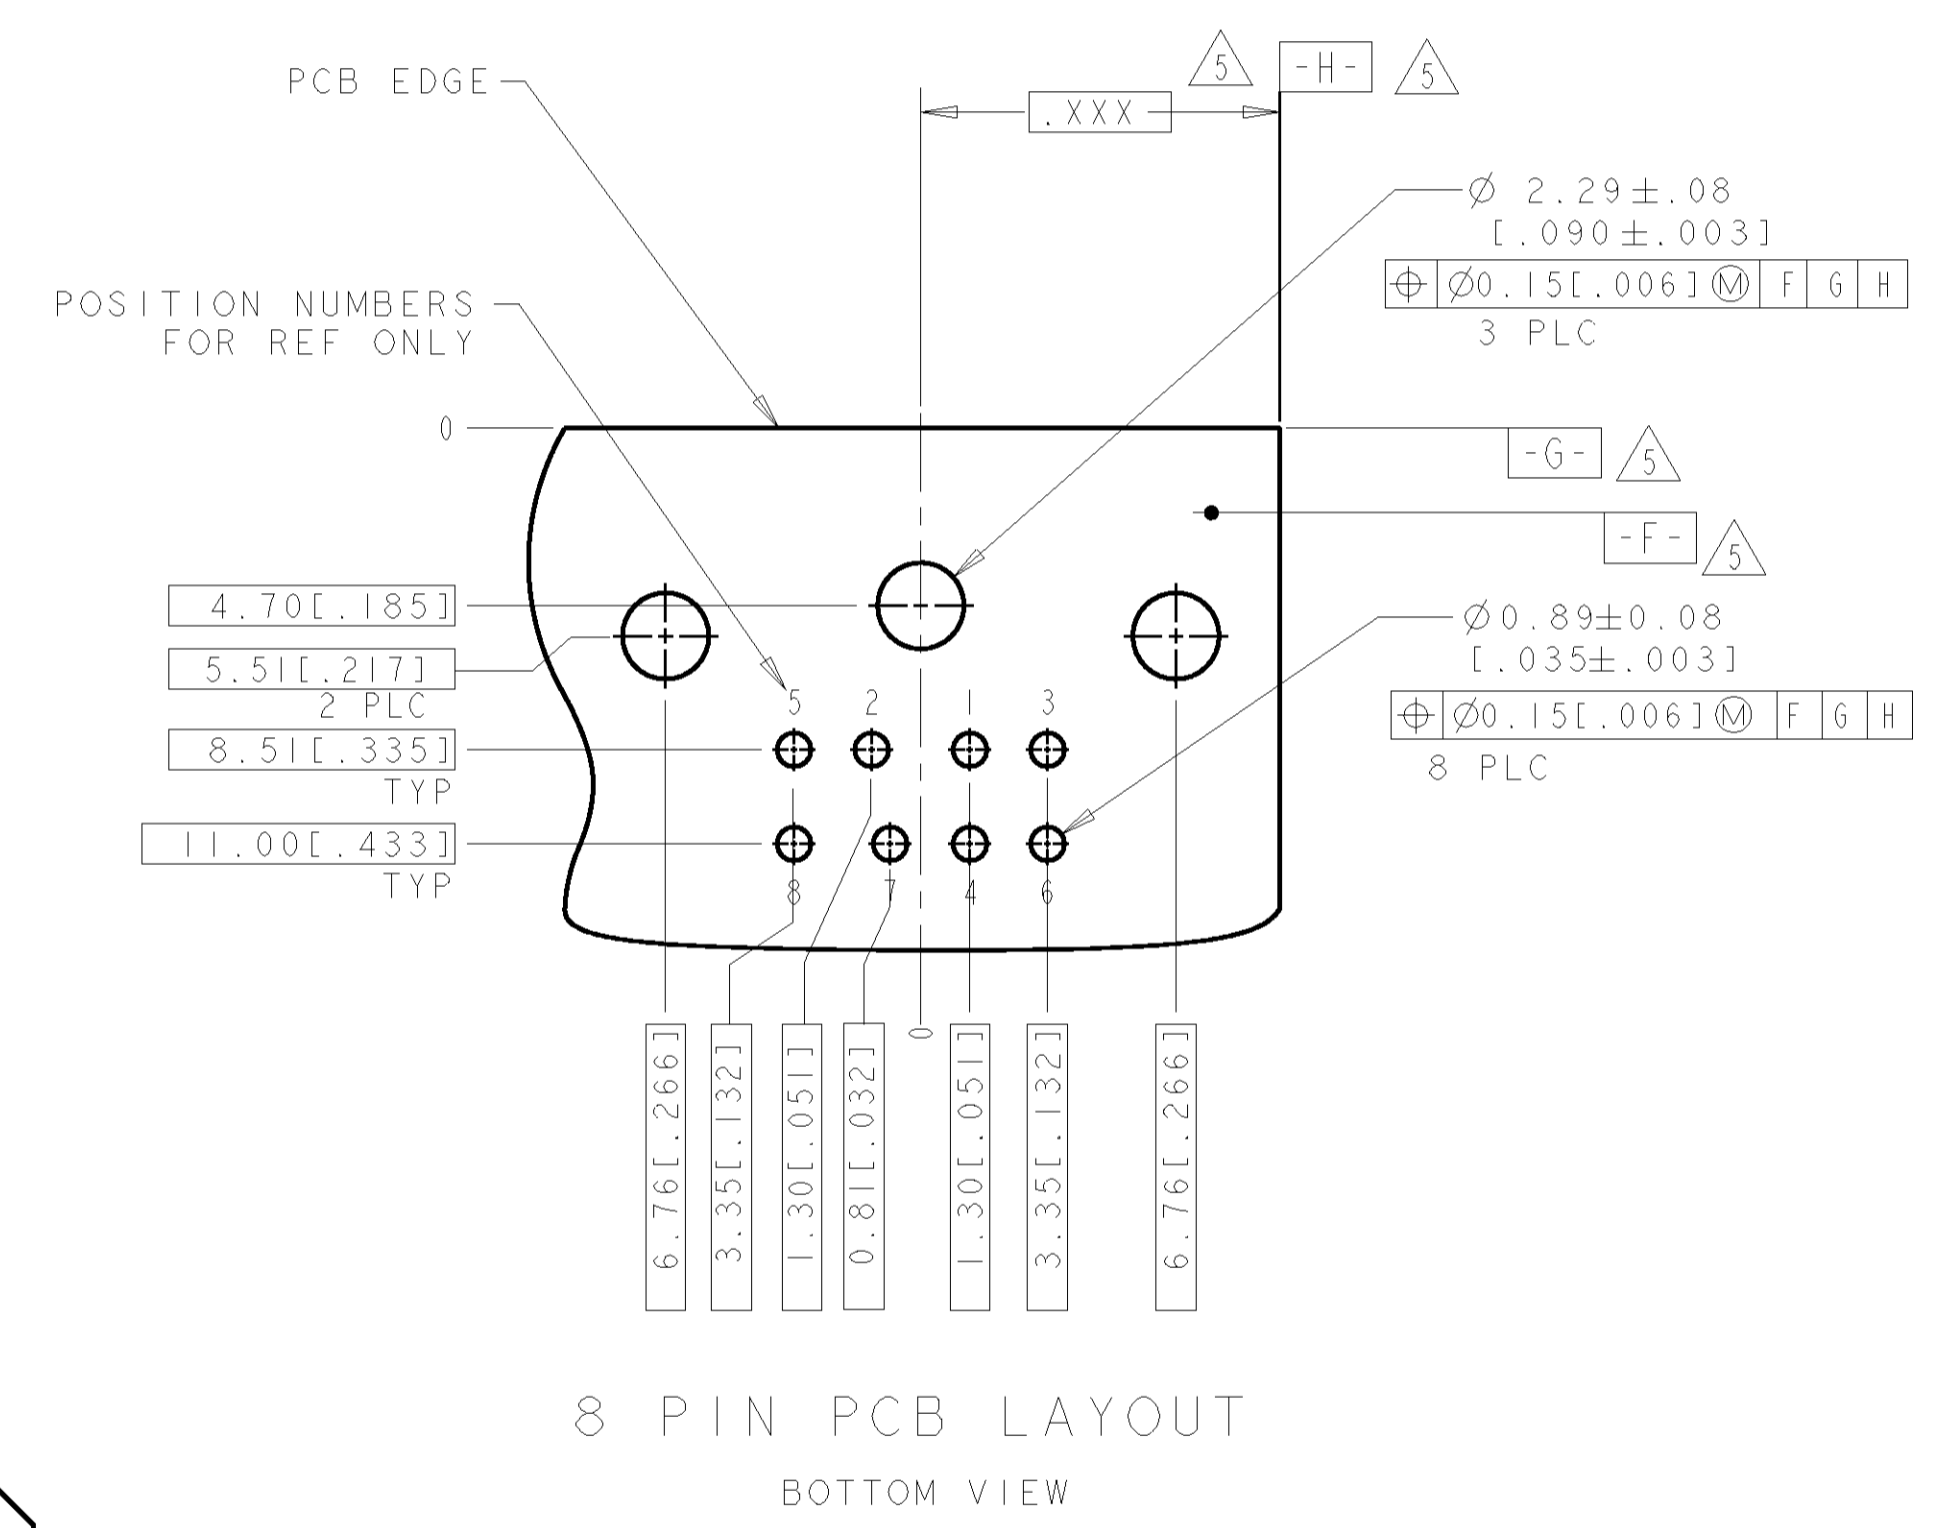 5
-H-
5
PCB EDGE
.XXX
Ø 2.29±.08
[.090±.003]
⌖ Ø0.15[.006]Ⓜ F G H
3 PLC
POSITION NUMBERS
FOR REF ONLY
0
-G-
5
-F-
5
4.70[.185]
5.51[.217]
2 PLC
Ø0.89±0.08
[.035±.003]
⌖ Ø0.15[.006]Ⓜ F G H
8 PLC
5 2 1 3
8.51[.335]
TYP
11.00[.433]
TYP
8 7 4 6
6.76[.266]
3.35[.132]
1.30[.051]
0.81[.032]
0
1.30[.051]
3.35[.132]
6.76[.266]
8 PIN PCB LAYOUT
BOTTOM VIEW